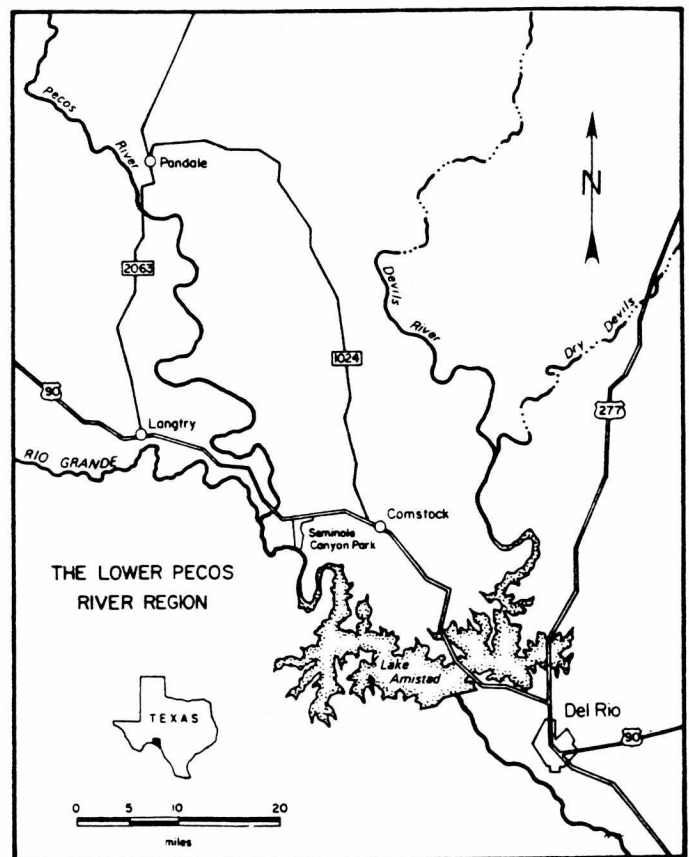 Pecos
River
Pandale
N
2063
Devils
River
Dry Devils
1024
90
277
Langtry
RIO GRANDE
Comstock
Seminole
Canyon Park
THE LOWER PECOS
RIVER REGION
Lake
Amistad
TEXAS
Del Rio
90
0 5 10 20
miles